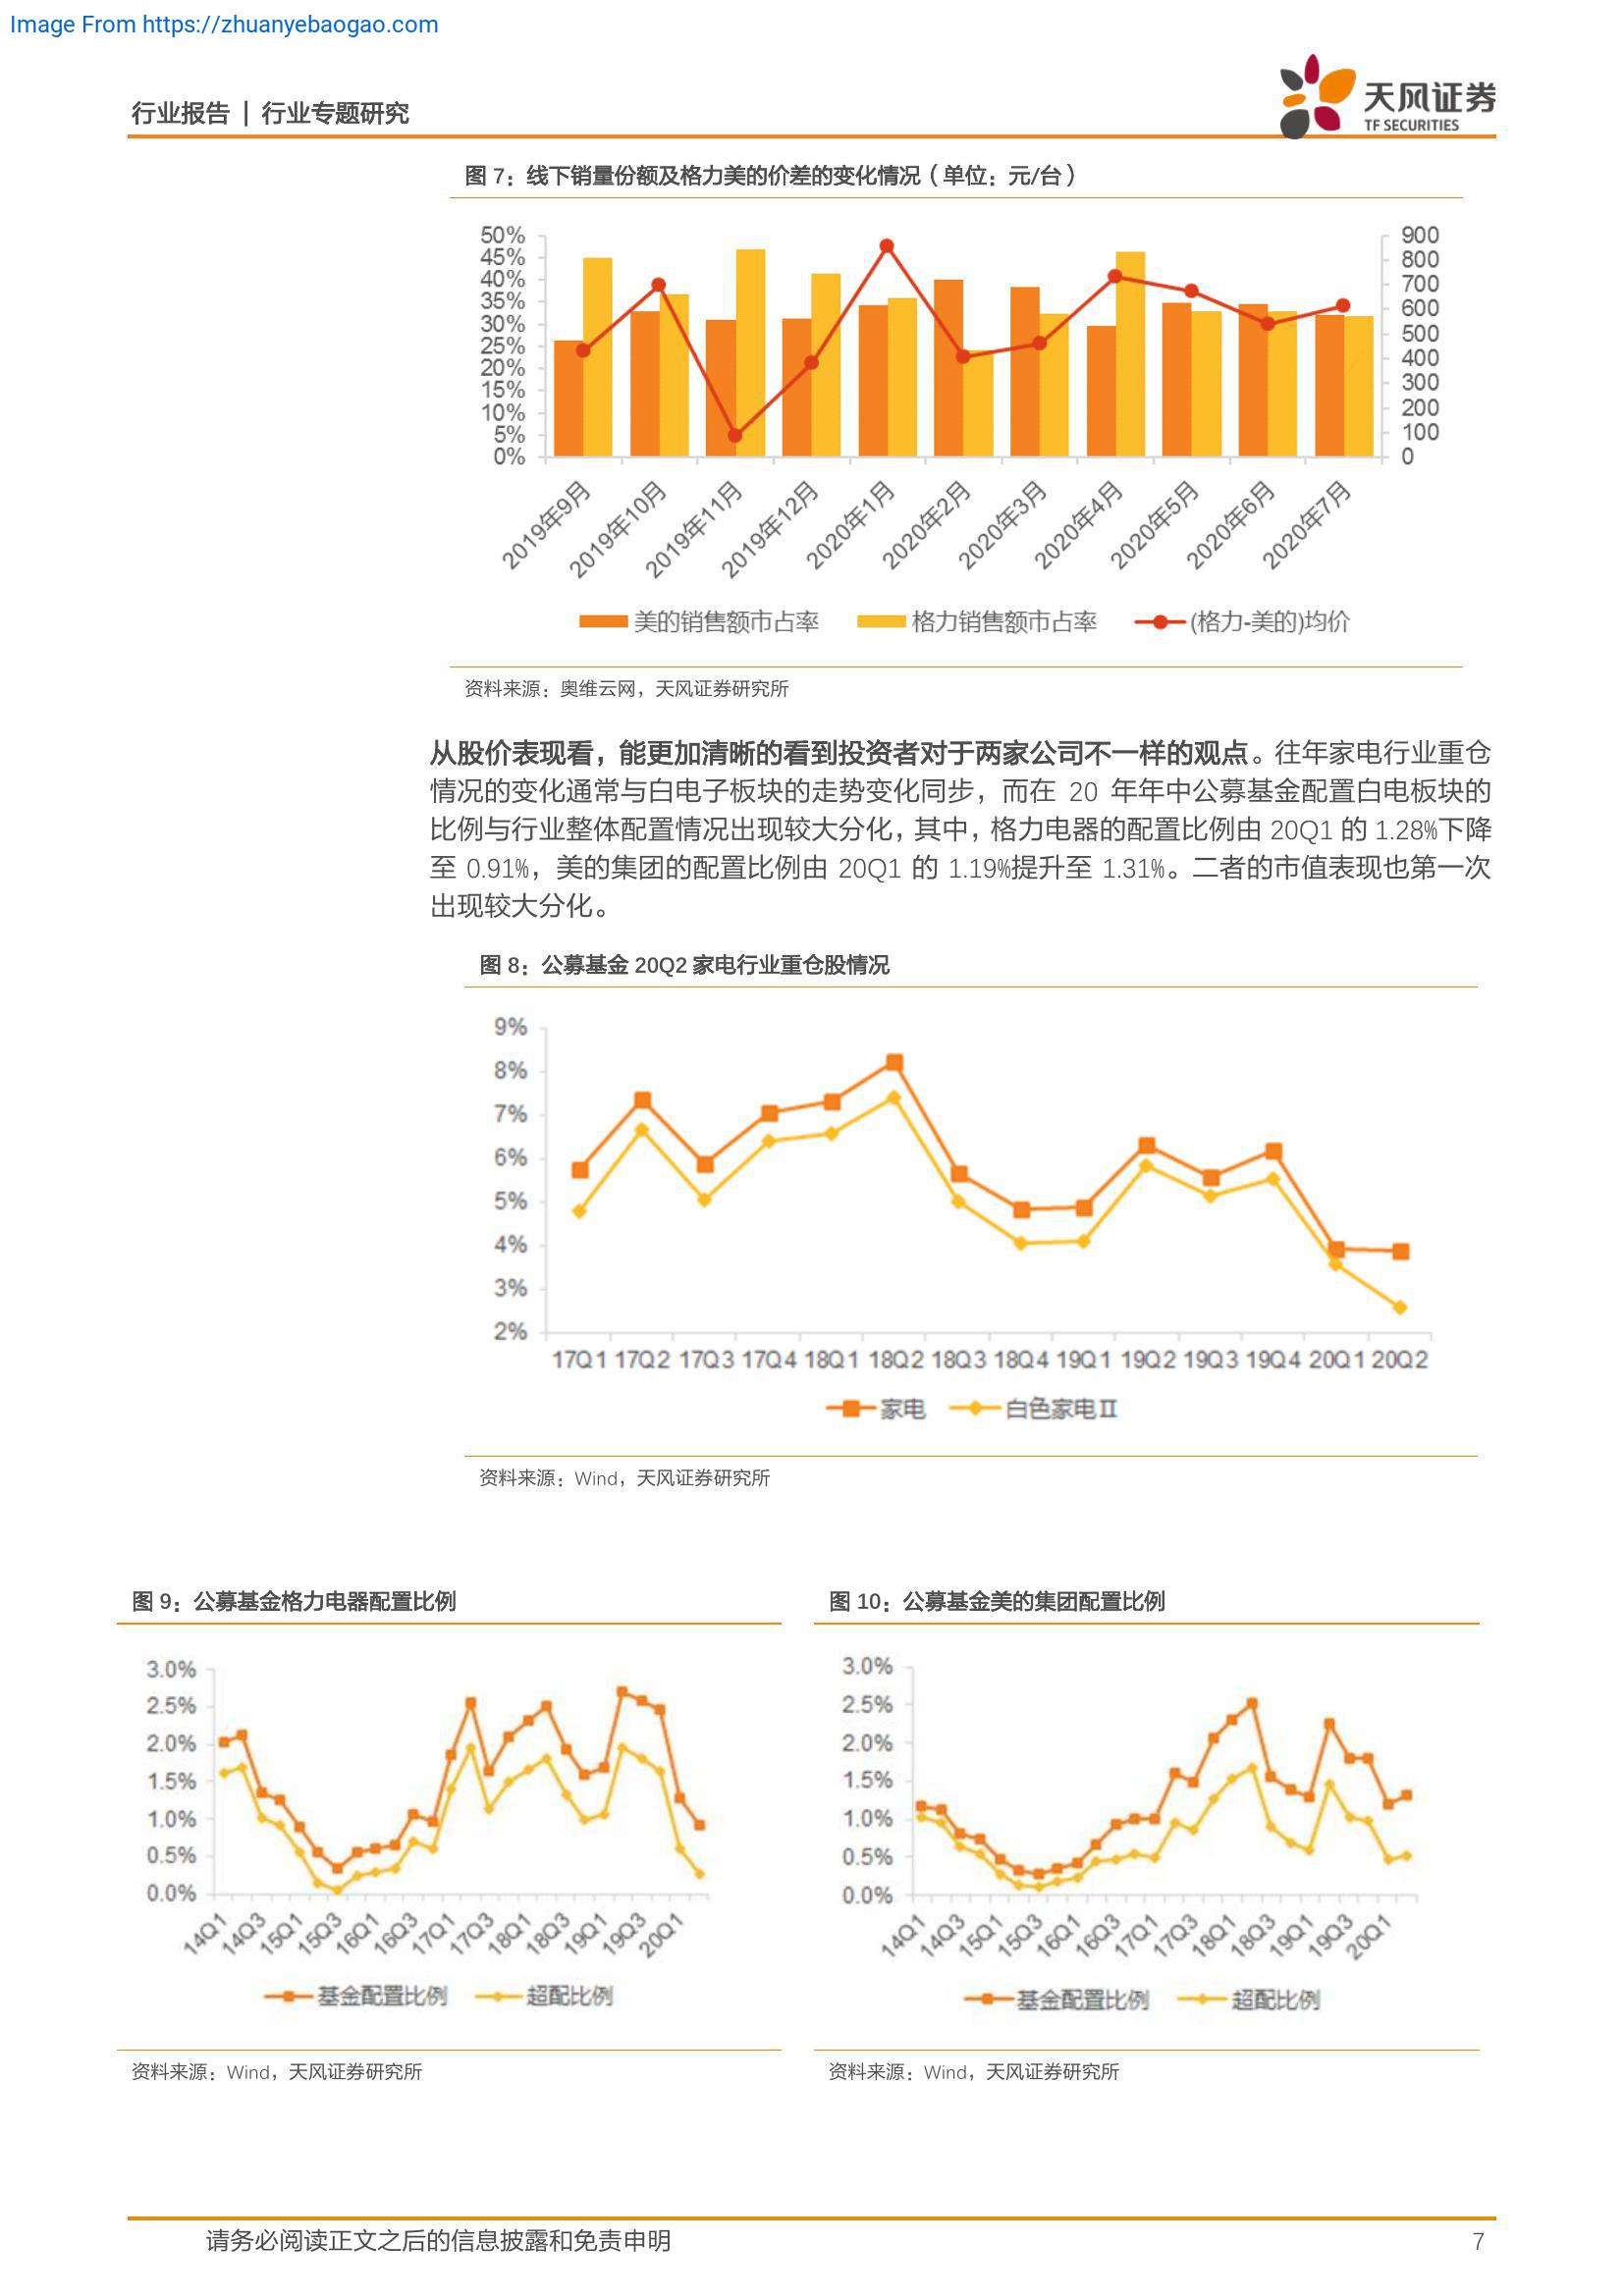 Image From https://zhuanyebaogao.com
行业报告 | 行业专题研究
天风证券
TF SECURITIES
图 7：线下销量份额及格力美的价差的变化情况（单位：元/台）
50%
45%
40%
35%
30%
25%
20%
15%
10%
5%
0%
900
800
700
600
500
400
300
200
100
0
2019年9月
2019年10月
2019年11月
2019年12月
2020年1月
2020年2月
2020年3月
2020年4月
2020年5月
2020年6月
2020年7月
美的销售额市占率 格力销售额市占率 (格力-美的)均价
资料来源：奥维云网，天风证券研究所
从股价表现看，能更加清晰的看到投资者对于两家公司不一样的观点。往年家电行业重仓
情况的变化通常与白电子板块的走势变化同步，而在 20 年年中公募基金配置白电板块的
比例与行业整体配置情况出现较大分化，其中，格力电器的配置比例由 20Q1 的 1.28%下降
至 0.91%，美的集团的配置比例由 20Q1 的 1.19%提升至 1.31%。二者的市值表现也第一次
出现较大分化。
图 8：公募基金 20Q2 家电行业重仓股情况
9%
8%
7%
6%
5%
4%
3%
2%
17Q1 17Q2 17Q3 17Q4 18Q1 18Q2 18Q3 18Q4 19Q1 19Q2 19Q3 19Q4 20Q1 20Q2
家电 白色家电Ⅱ
资料来源：Wind，天风证券研究所
图 9：公募基金格力电器配置比例
3.0%
2.5%
2.0%
1.5%
1.0%
0.5%
0.0%
14Q1
14Q3
15Q1
15Q3
16Q1
16Q3
17Q1
17Q3
18Q1
18Q3
19Q1
19Q3
20Q1
基金配置比例 超配比例
资料来源：Wind，天风证券研究所
图 10：公募基金美的集团配置比例
3.0%
2.5%
2.0%
1.5%
1.0%
0.5%
0.0%
14Q1
14Q3
15Q1
15Q3
16Q1
16Q3
17Q1
17Q3
18Q1
18Q3
19Q1
19Q3
20Q1
基金配置比例 超配比例
资料来源：Wind，天风证券研究所
请务必阅读正文之后的信息披露和免责申明
7